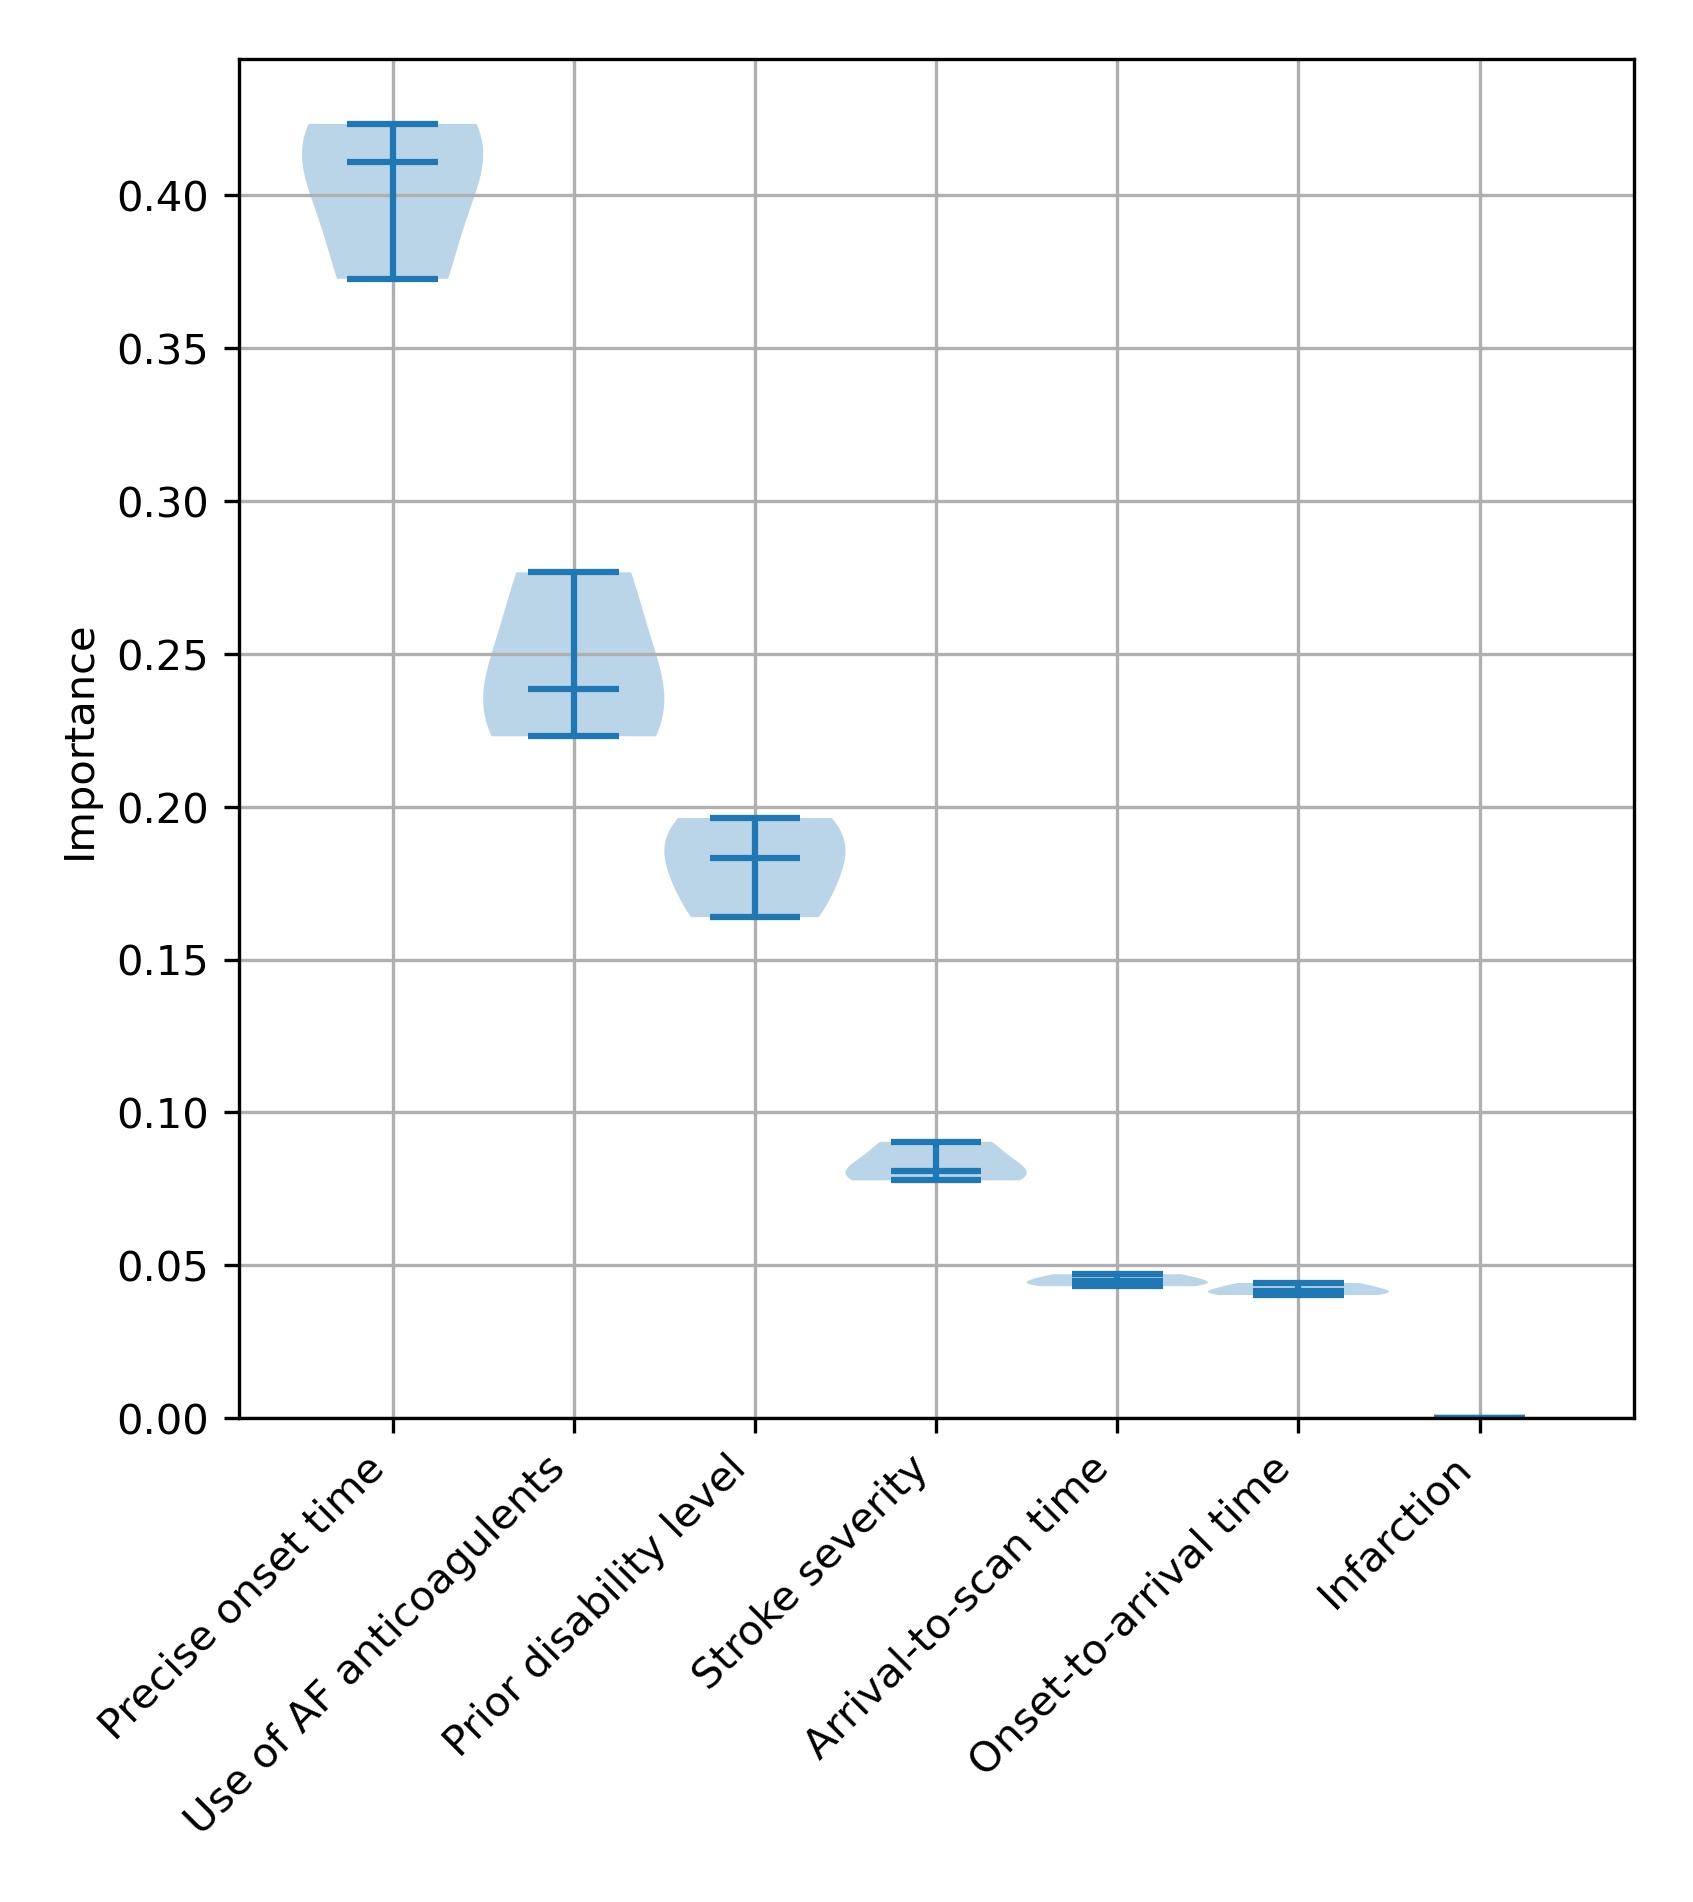 Importance
0.40
0.35
0.30
0.25
0.20
0.15
0.10
0.05
0.00
Precise onset time
Use of AF anticoagulents
Prior disability level
Stroke severity
Arrival-to-scan time
Onset-to-arrival time
Infarction